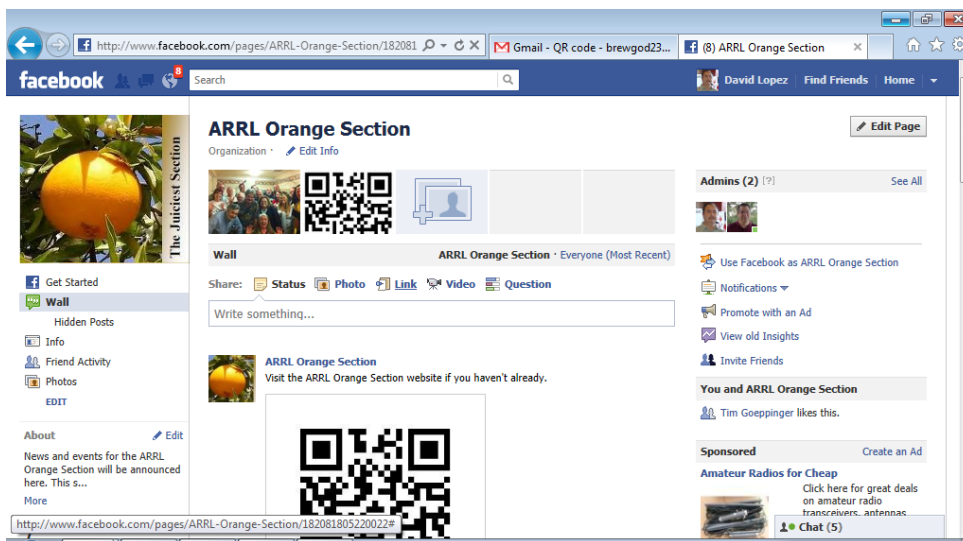 http://www.facebook.com/pages/ARRL-Orange-Section/182081
Gmail - QR code - brewgod23...
(8) ARRL Orange Section
facebook
8
Search
David Lopez
Find Friends
Home
The Juiciest Section
ARRL Orange Section
Organization · Edit Info
Edit Page
Admins (2) [?]
See All
Wall
ARRL Orange Section · Everyone (Most Recent)
Share: Status Photo Link Video Question
Write something...
Get Started
Wall
Hidden Posts
Info
Friend Activity
Photos
EDIT
About
Edit
News and events for the ARRL
Orange Section will be announced
here. This s...
More
ARRL Orange Section
Visit the ARRL Orange Section website if you haven't already.
Use Facebook as ARRL Orange Section
Notifications
Promote with an Ad
View old Insights
Invite Friends
You and ARRL Orange Section
Tim Goeppinger likes this.
Sponsored
Create an Ad
Amateur Radios for Cheap
Click here for great deals
on amateur radio
transceivers, antennas
Chat (5)
http://www.facebook.com/pages/ARRL-Orange-Section/182081805220022#